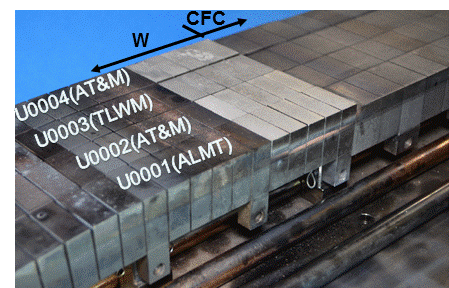 CFC
W
U0004(AT&M)
U0003(TLWM)
U0002(AT&M)
U0001(ALMT)